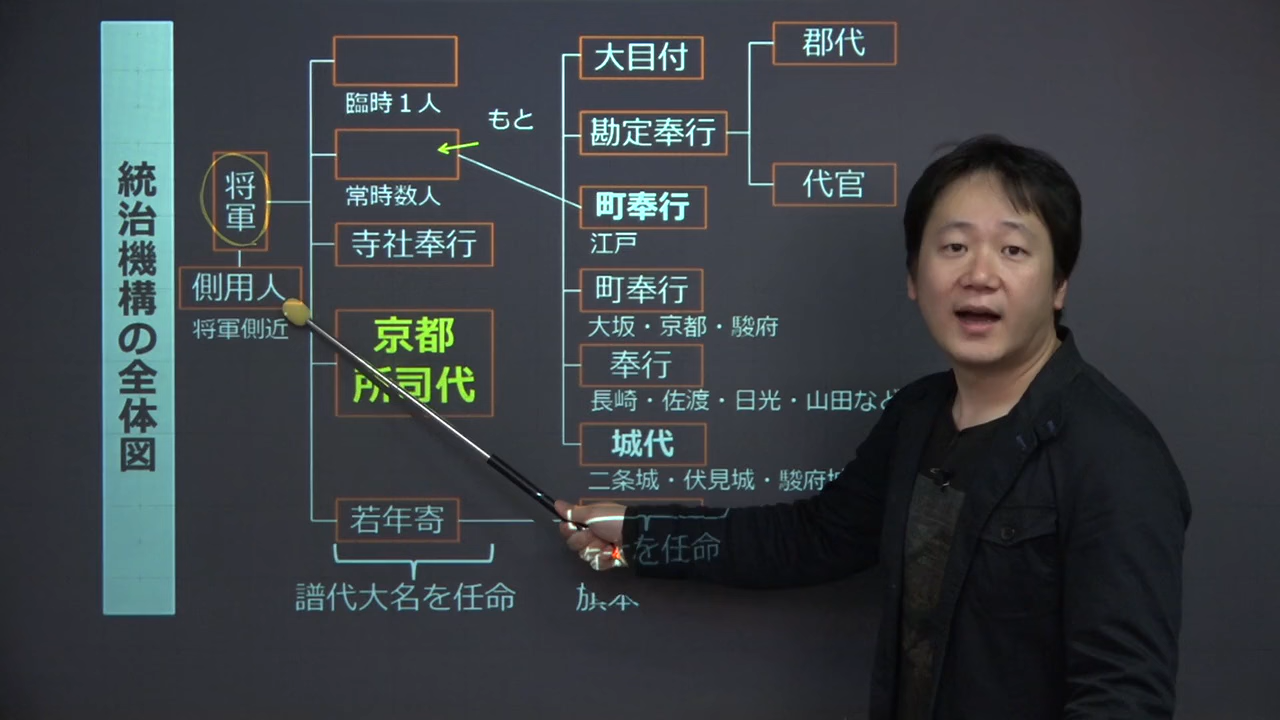 統治機構の全体図
将軍
側用人
将軍側近
臨時1人
常時数人
寺社奉行
京都
所司代
若年寄
譜代大名を任命
もと
大目付
勘定奉行
町奉行
江戸
町奉行
大坂・京都・駿府
奉行
長崎・佐渡・日光・山田など
城代
二条城・伏見城・駿府城
を任命
旗本
郡代
代官